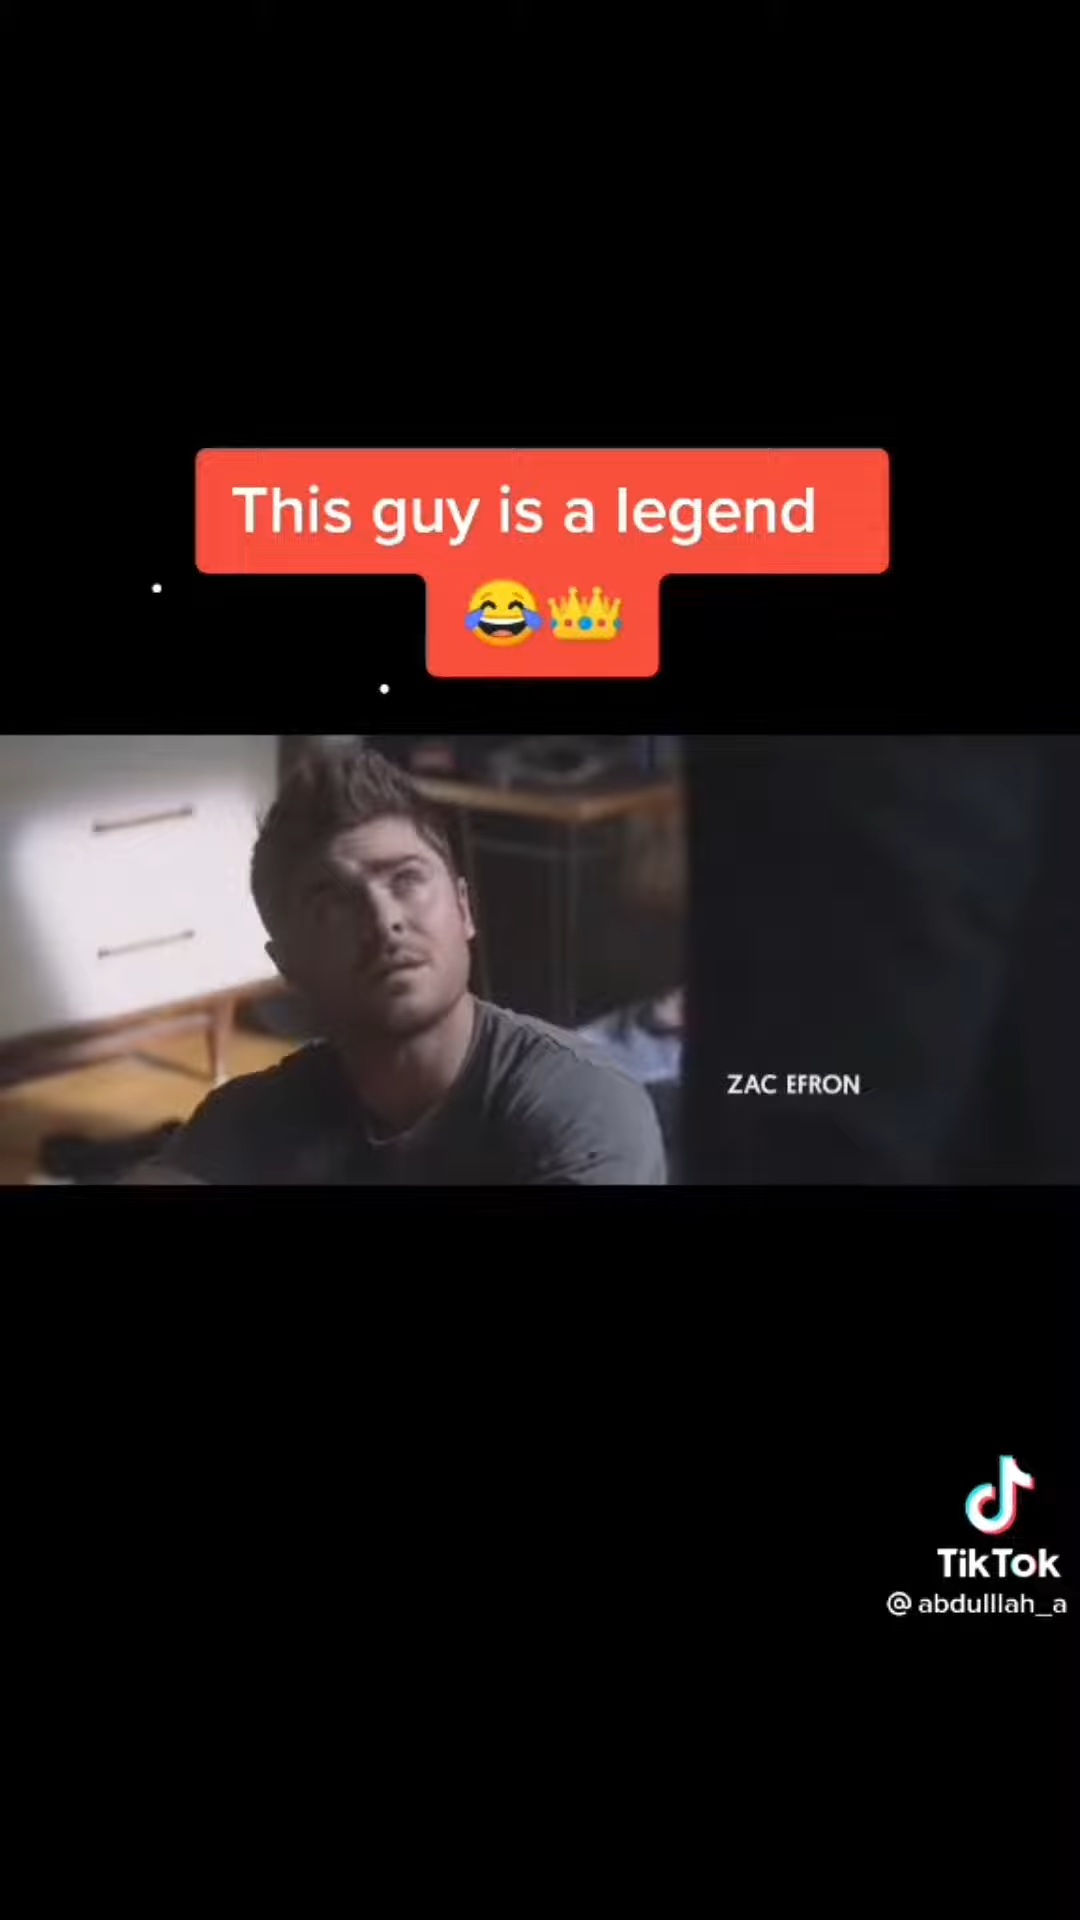 This guy is a legend
😂👑
ZAC EFRON
TikTok
@abdulllah_a